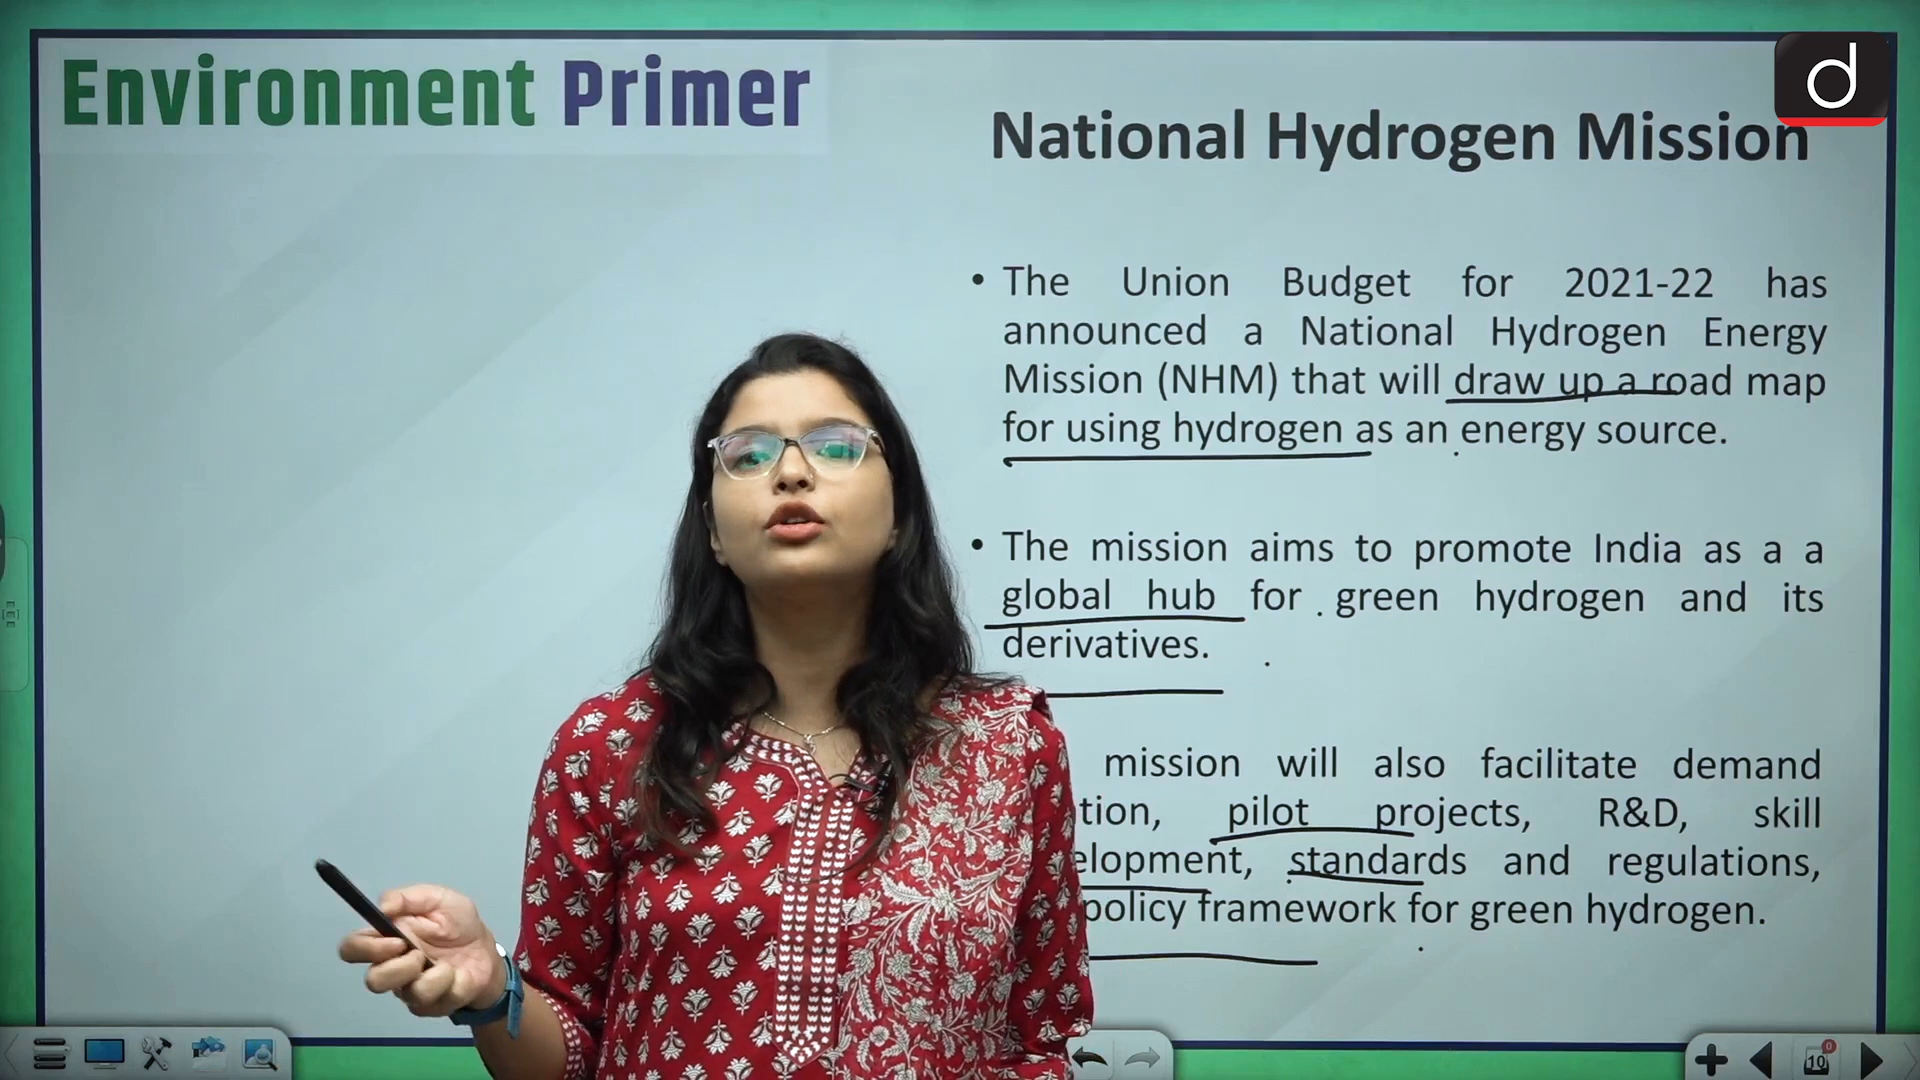 Environment Primer
d
National Hydrogen Mission
• The Union Budget for 2021-22 has
announced a National Hydrogen Energy
Mission (NHM) that will draw up a road map
for using hydrogen as an energy source.
• The mission aims to promote India as a a
global hub for green hydrogen and its
derivatives.
mission will also facilitate demand
tion, pilot projects, R&D, skill
elopment, standards and regulations,
policy framework for green hydrogen.
10
0